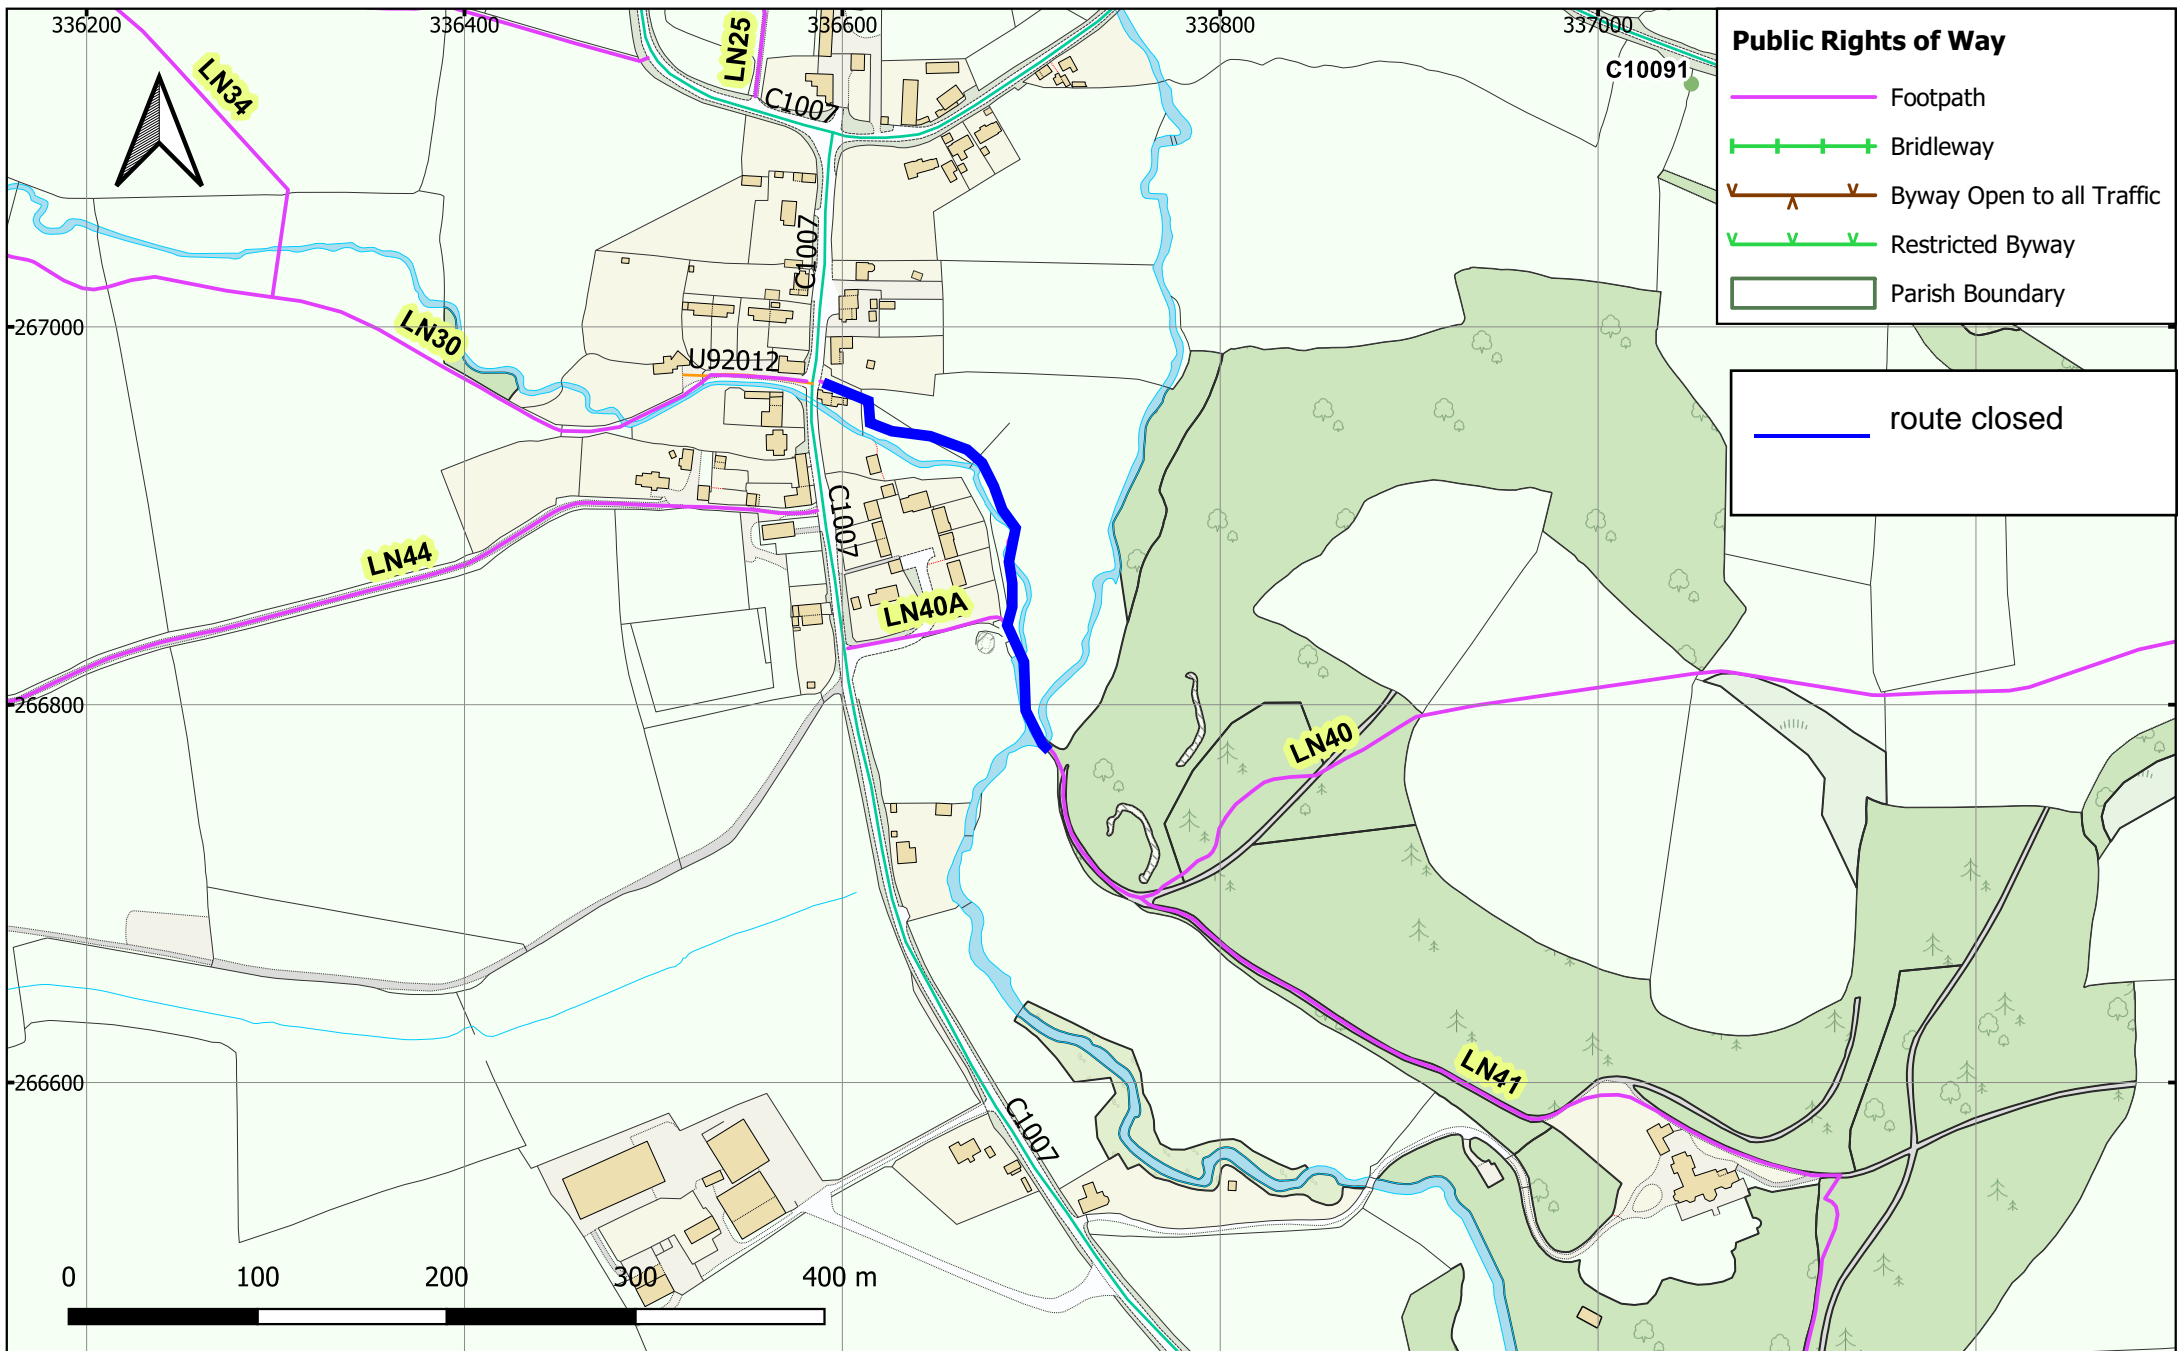 336200
336400
336600
336800
337000
Public Rights of Way
Footpath
Bridleway
Byway Open to all Traffic
Restricted Byway
Parish Boundary
route closed
C10091
LN34
LN25
C1007
C1007
267000
LN30
U92012
C1007
LN44
LN40A
266800
LN40
266600
LN41
C1007
0 100 200 300 400 m